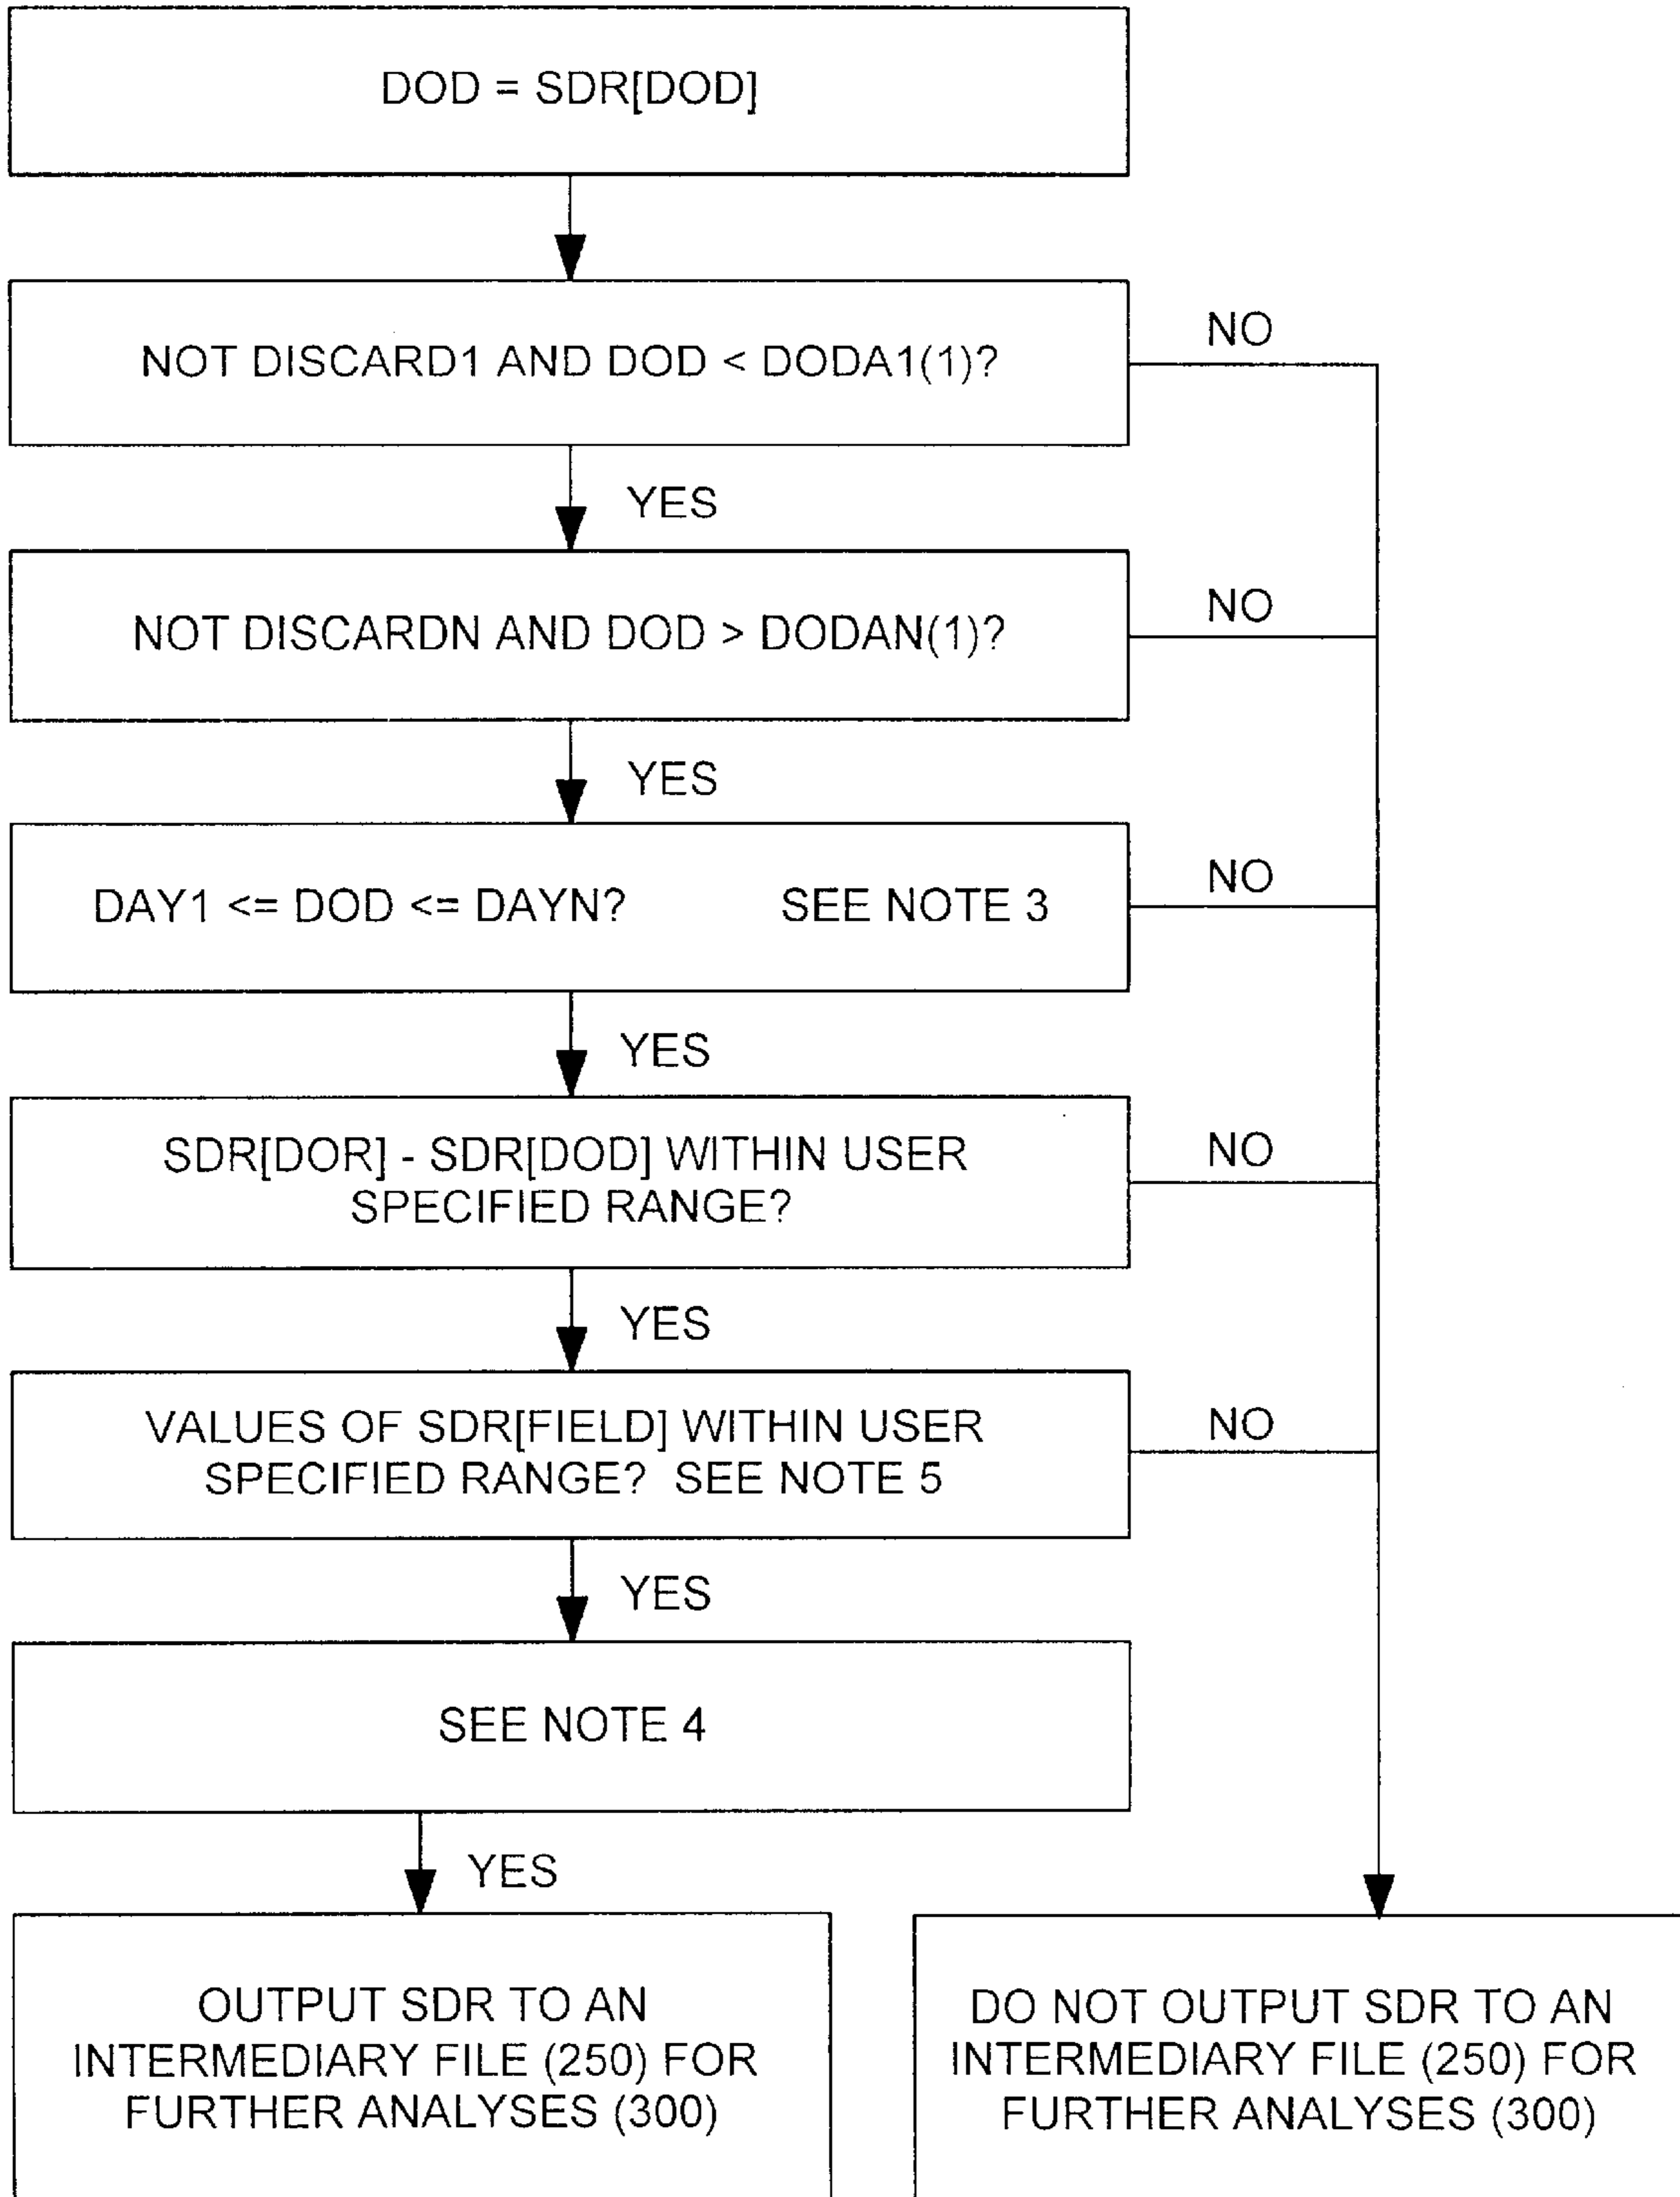 DOD = SDR[DOD]
NOT DISCARD1 AND DOD < DODA1(1)?
NO
YES
NOT DISCARDN AND DOD > DODAN(1)?
NO
YES
DAY1 <= DOD <= DAYN? SEE NOTE 3
NO
YES
SDR[DOR] - SDR[DOD] WITHIN USER
SPECIFIED RANGE?
NO
YES
VALUES OF SDR[FIELD] WITHIN USER
SPECIFIED RANGE? SEE NOTE 5
NO
YES
SEE NOTE 4
YES
OUTPUT SDR TO AN
INTERMEDIARY FILE (250) FOR
FURTHER ANALYSES (300)
DO NOT OUTPUT SDR TO AN
INTERMEDIARY FILE (250) FOR
FURTHER ANALYSES (300)